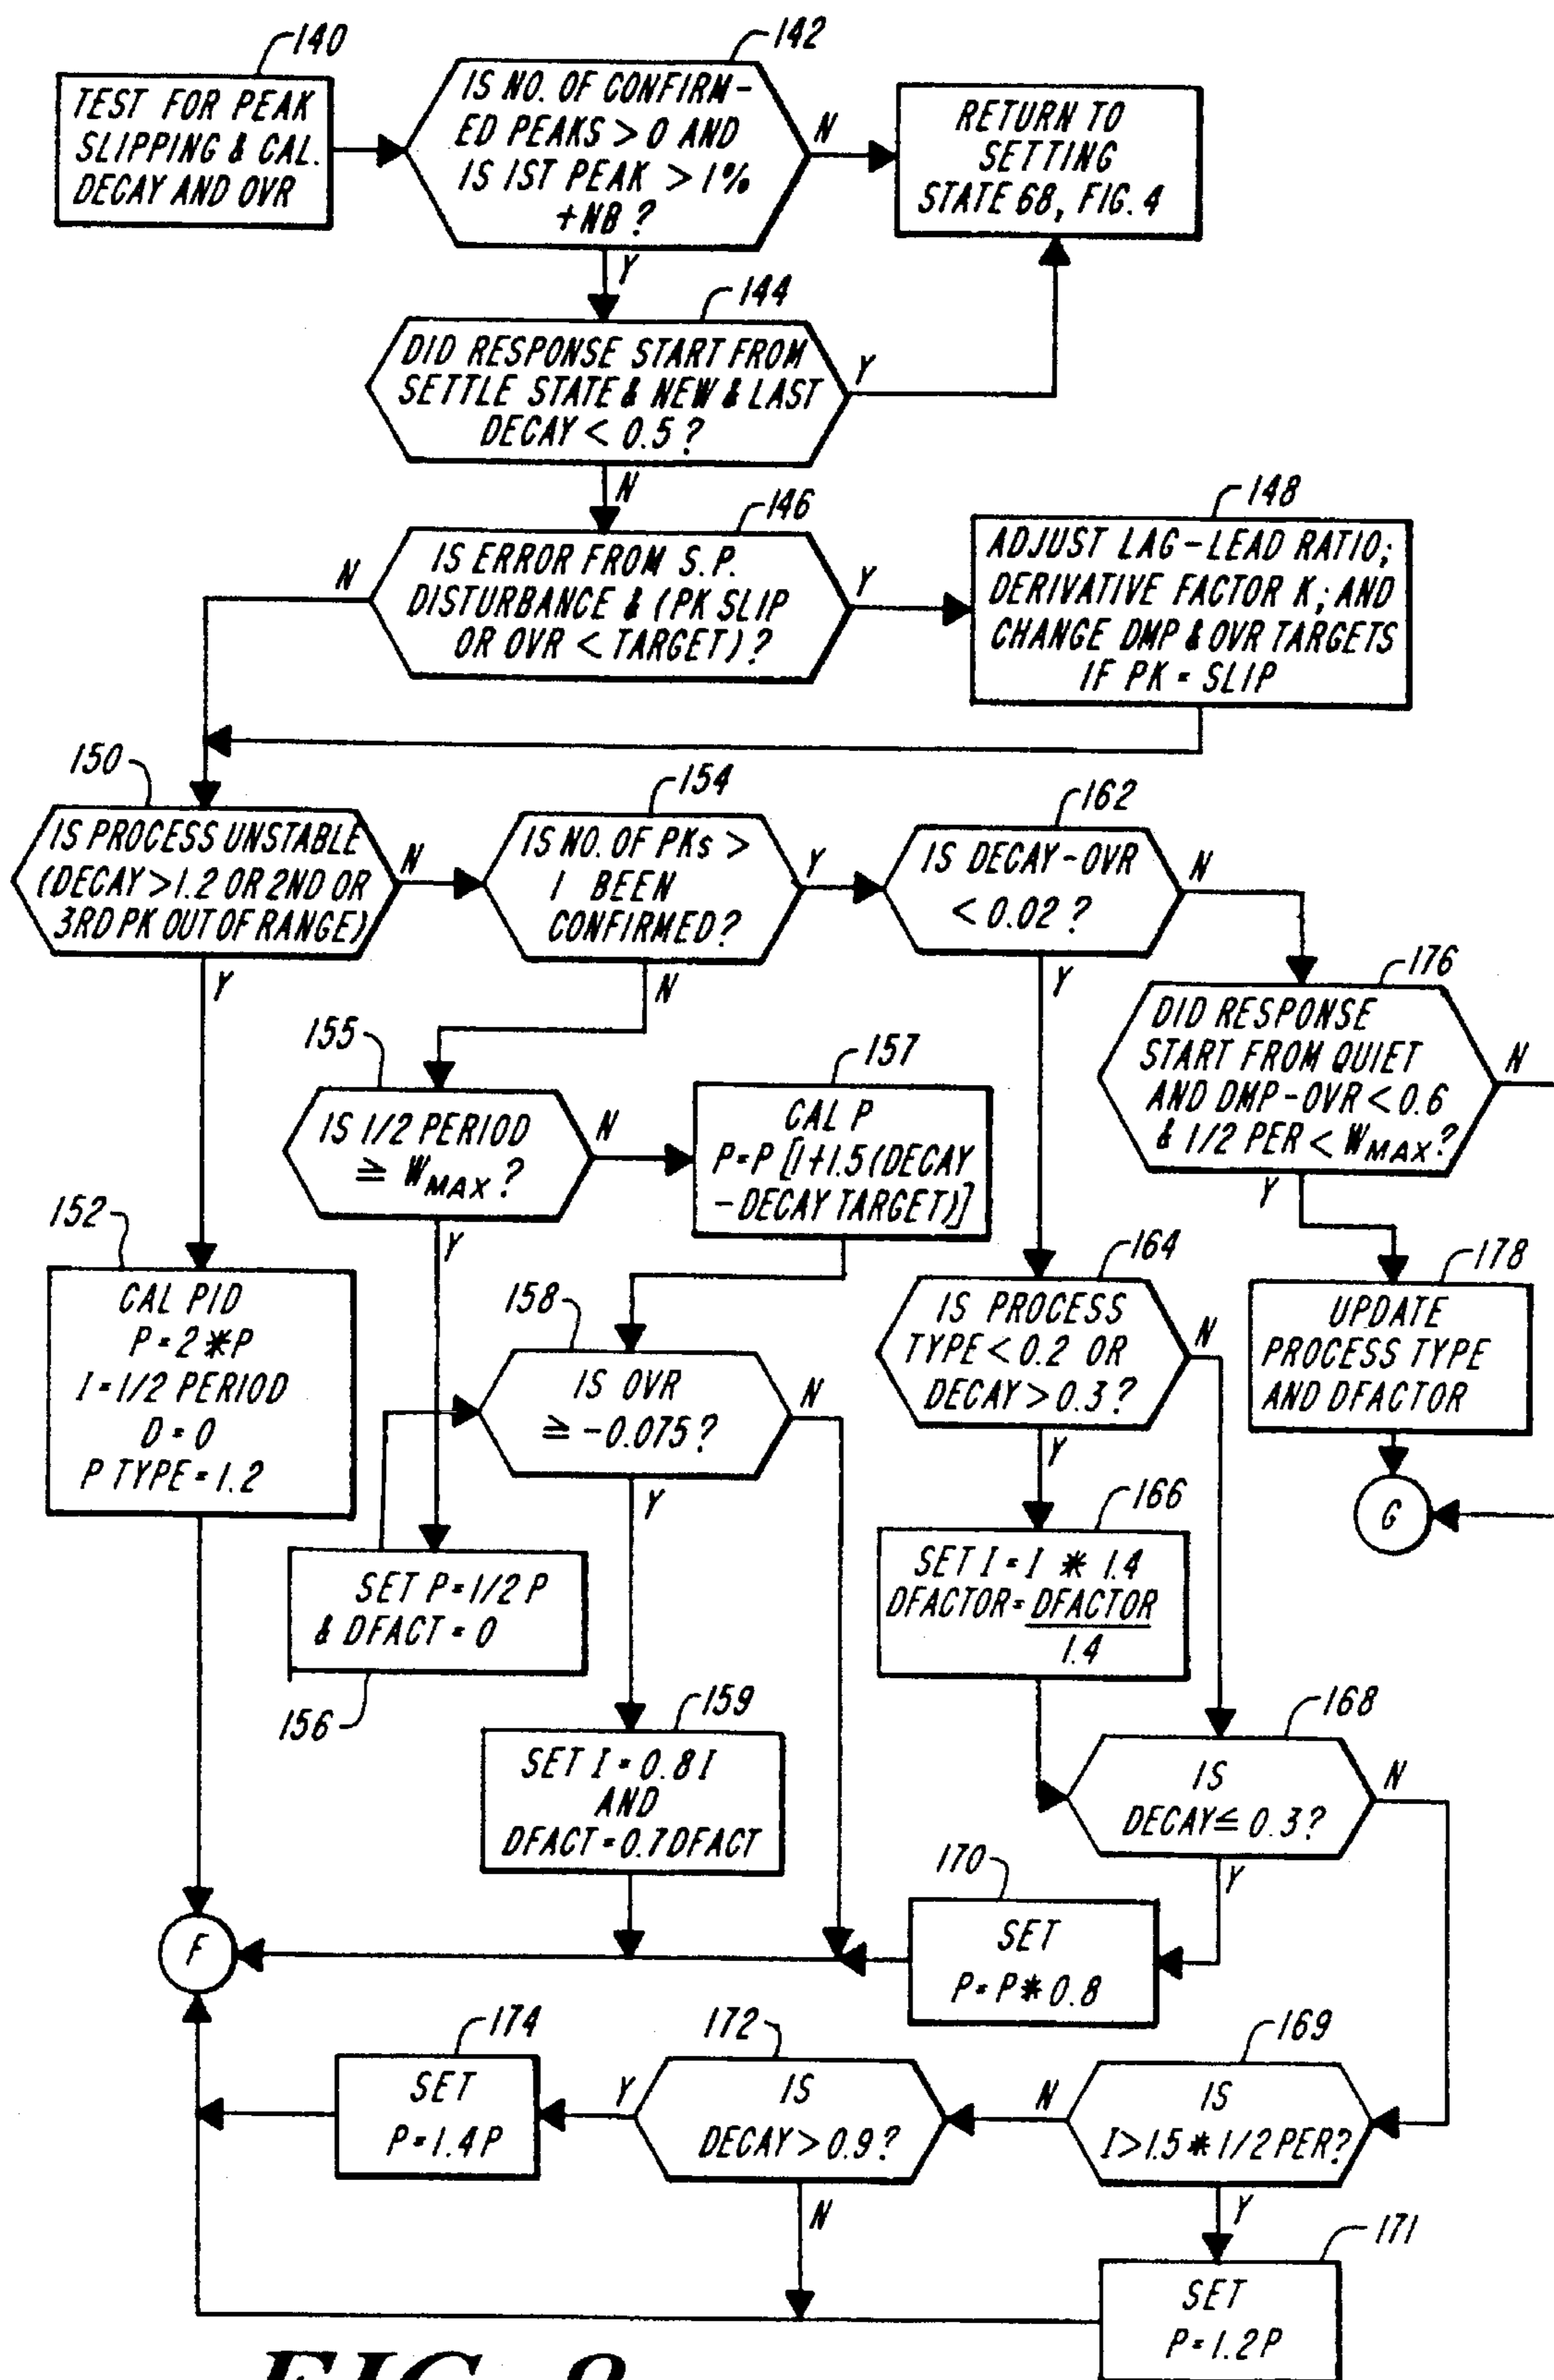 140
TEST FOR PEAK
SLIPPING & CAL.
DECAY AND OVR
142
IS NO. OF CONFIRM-
ED PEAKS > 0 AND
IS 1ST PEAK > 1%
+NB ?
N
Y
RETURN TO
SETTING
STATE 68, FIG. 4
144
DID RESPONSE START FROM
SETTLE STATE & NEW & LAST
DECAY < 0.5 ?
Y
N
146
IS ERROR FROM S.P.
DISTURBANCE & (PK SLIP
OR OVR < TARGET) ?
N
Y
148
ADJUST LAG-LEAD RATIO;
DERIVATIVE FACTOR K; AND
CHANGE DMP & OVR TARGETS
IF PK = SLIP
150
IS PROCESS UNSTABLE
(DECAY > 1.2 OR 2ND OR
3RD PK OUT OF RANGE)
N
Y
154
IS NO. OF PKs >
1 BEEN
CONFIRMED?
Y
N
162
IS DECAY-OVR
< 0.02 ?
N
Y
176
DID RESPONSE
START FROM QUIET
AND DMP-OVR < 0.6
& 1/2 PER < WMAX?
N
Y
155
IS 1/2 PERIOD
≥ WMAX ?
N
Y
157
CAL P
P=P [1+1.5 (DECAY
-DECAY TARGET)]
152
CAL PID
P=2*P
I=1/2 PERIOD
D=0
P TYPE=1.2
158
IS OVR
≥ -0.075 ?
N
Y
164
IS PROCESS
TYPE < 0.2 OR
DECAY > 0.3 ?
N
Y
178
UPDATE
PROCESS TYPE
AND DFACTOR
G
156
SET P=1/2 P
& DFACT = 0
166
SET I = I * 1.4
DFACTOR = DFACTOR
1.4
159
SET I = 0.8 I
AND
DFACT = 0.7 DFACT
168
IS
DECAY ≤ 0.3?
N
Y
170
SET
P = P * 0.8
F
174
SET
P=1.4 P
172
IS
DECAY > 0.9 ?
Y
N
169
IS
I > 1.5 * 1/2 PER?
N
Y
171
SET
P=1.2 P
FIG. 8